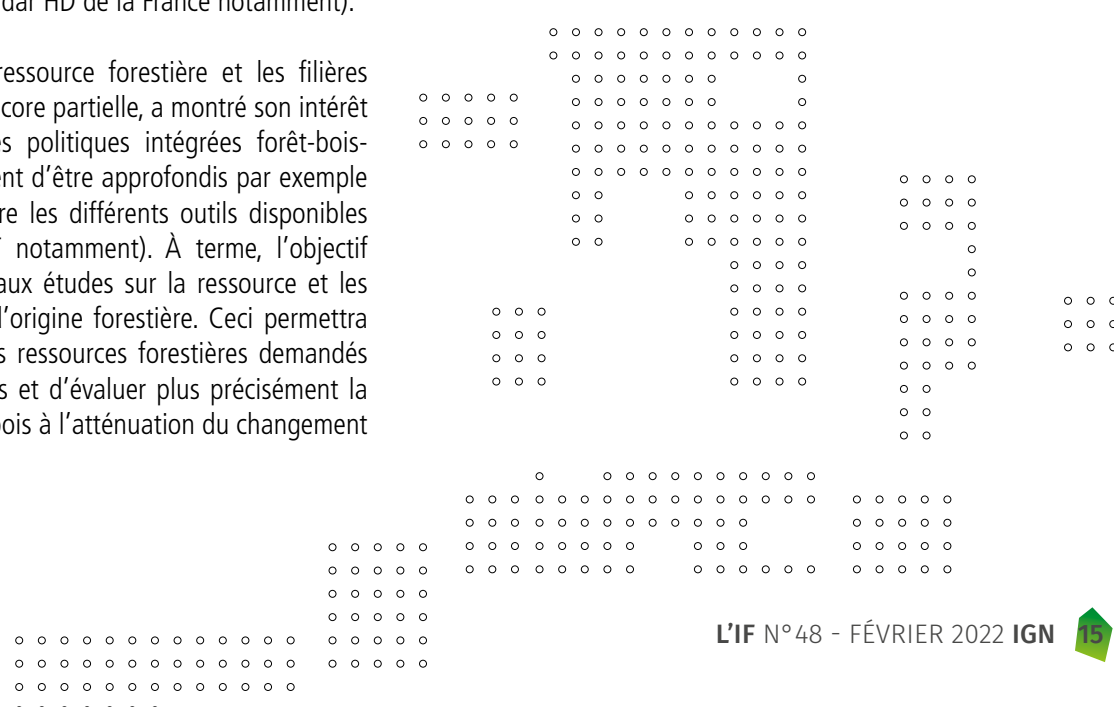 dar HD de la France notamment).
ressource forestière et les filières
core partielle, a montré son intérêt
es politiques intégrées forêt-bois-
ent d'être approfondis par exemple
re les différents outils disponibles
notamment). À terme, l'objectif
aux études sur la ressource et les
l'origine forestière. Ceci permettra
s ressources forestières demandés
s et d'évaluer plus précisément la
bois à l'atténuation du changement
L'IF N°48 - FÉVRIER 2022 IGN 15